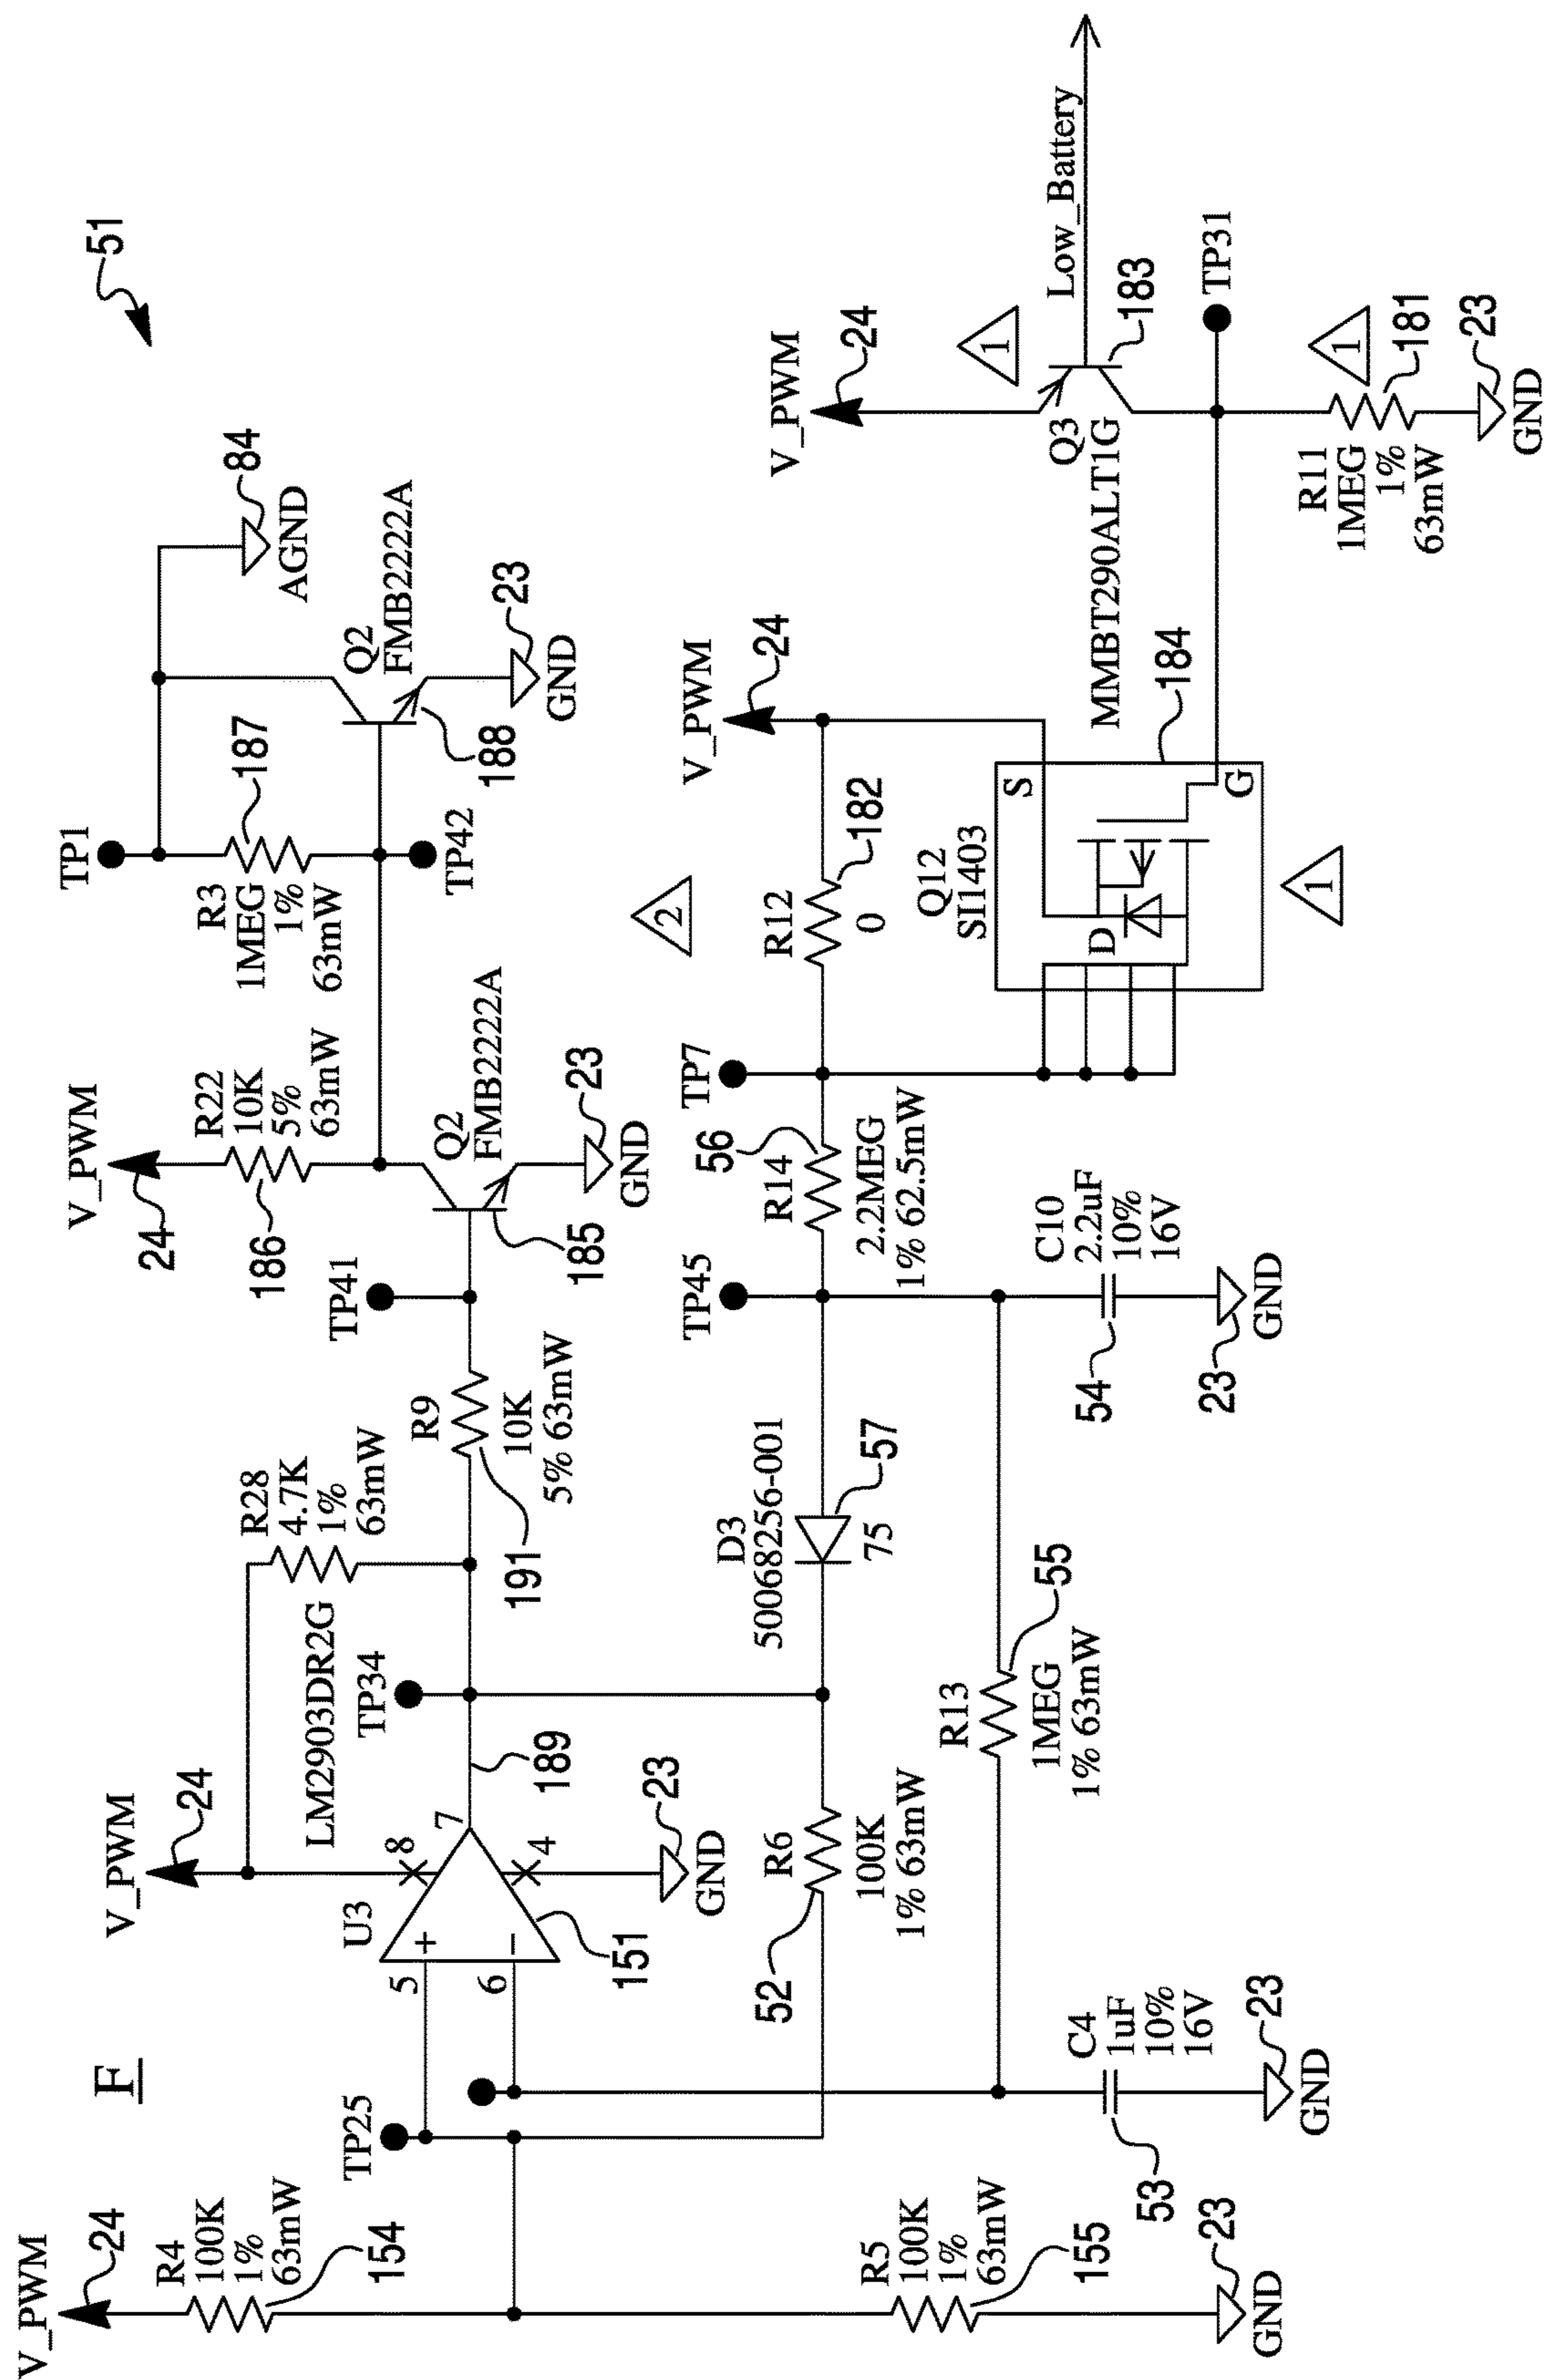 F
51
V_PWM
24
R4
100K
1%
63mW
154
R5
100K
1%
63mW
155
23
GND
TP25
V_PWM
24
U3
5
+
6
−
8
4
7
LM2903DR2G
151
23
GND
189
TP34
R28
4.7K
1%
63mW
R9
10K
5% 63mW
191
TP41
V_PWM
24
R22
10K
5%
63mW
186
Q2
FMB2222A
185
23
GND
TP1
R3
1MEG
1%
63mW
187
TP42
Q2
FMB2222A
188
23
GND
84
AGND
C4
1uF
10%
16V
53
23
GND
R6
100K
1% 63mW
52
D3
50068256-001
75
57
R13
1MEG
1% 63mW
55
TP45
C10
2.2uF
10%
16V
54
23
GND
R14
2.2MEG
1% 62.5mW
56
TP7
2
R12
0
182
V_PWM
24
Q12
SI1403
D
S
G
184
1
V_PWM
24
1
Q3
MMBT290ALT1G
183
Low_Battery
TP31
R11
1MEG
1%
63mW
1
181
23
GND